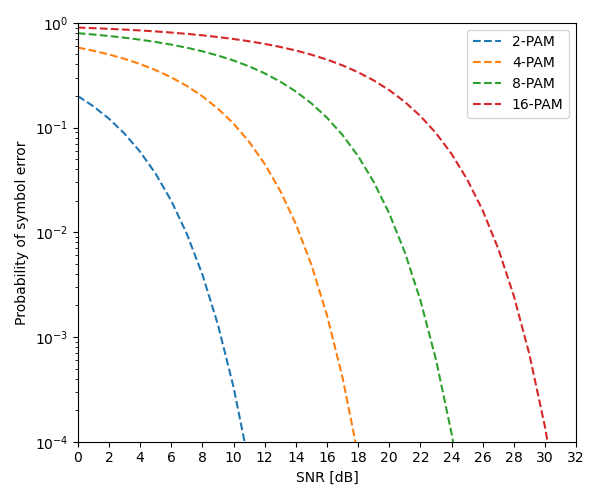 10^0
10^-1
10^-2
10^-3
10^-4
Probability of symbol error
2-PAM
4-PAM
8-PAM
16-PAM
0 2 4 6 8 10 12 14 16 18 20 22 24 26 28 30 32
SNR [dB]